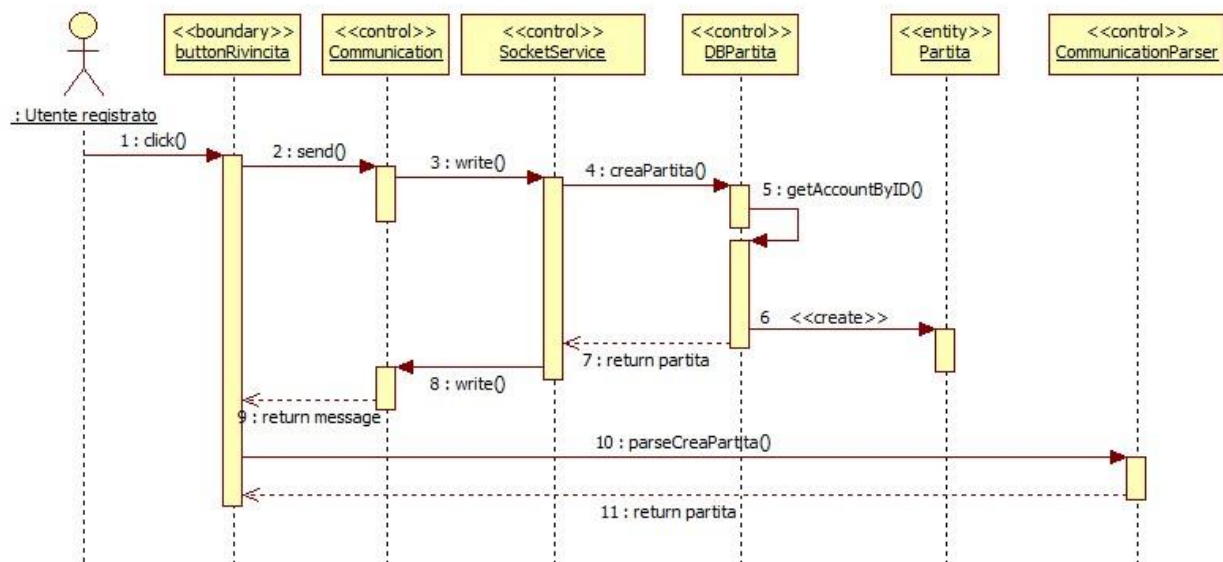 <<boundary>>
buttonRivincita
<<control>>
Communication
<<control>>
SocketService
<<control>>
DBPartita
<<entity>>
Partita
<<control>>
CommunicationParser
: Utente registrato
1 : click()
2 : send()
3 : write()
4 : creaPartita()
5 : getAccountByID()
6 <<create>>
7 : return partita
8 : write()
9 : return message
10 : parseCreaPartita()
11 : return partita